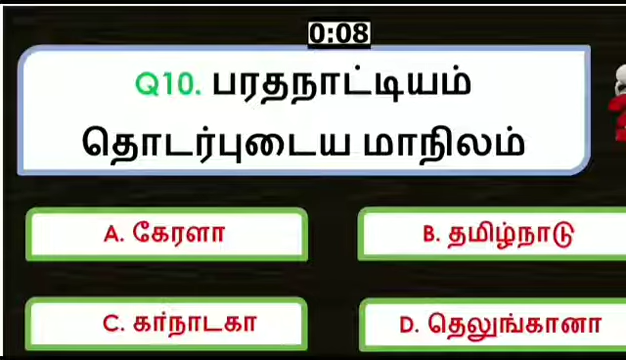 0:08
Q10. பரதநாட்டியம்
தொடர்புடைய மாநிலம்
A. கேரளா
B. தமிழ்நாடு
C. கர்நாடகா
D. தெலுங்கானா